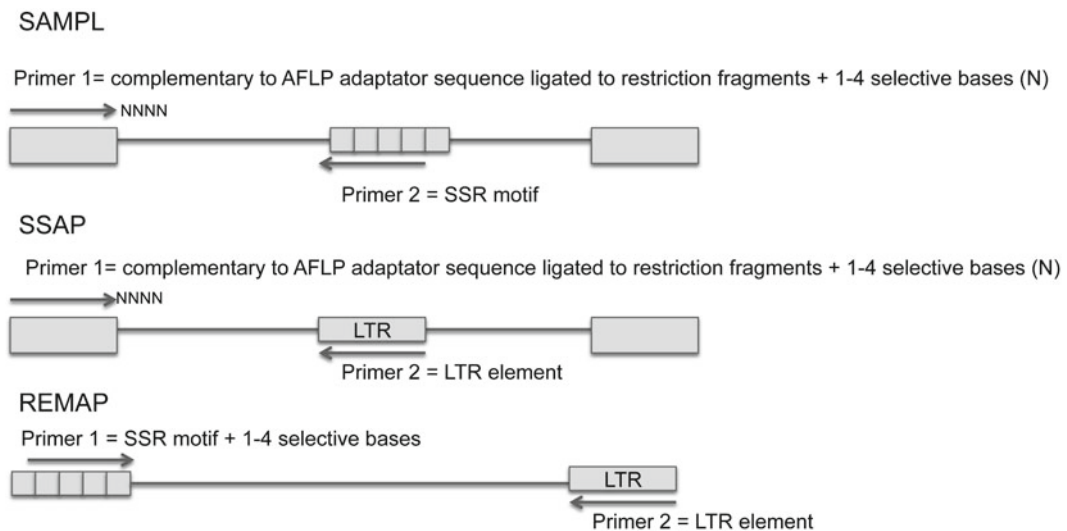 SAMPL
Primer 1= complementary to AFLP adaptator sequence ligated to restriction fragments + 1-4 selective bases (N)
NNNN
Primer 2 = SSR motif
SSAP
Primer 1= complementary to AFLP adaptator sequence ligated to restriction fragments + 1-4 selective bases (N)
NNNN
LTR
Primer 2 = LTR element
REMAP
Primer 1 = SSR motif + 1-4 selective bases
LTR
Primer 2 = LTR element